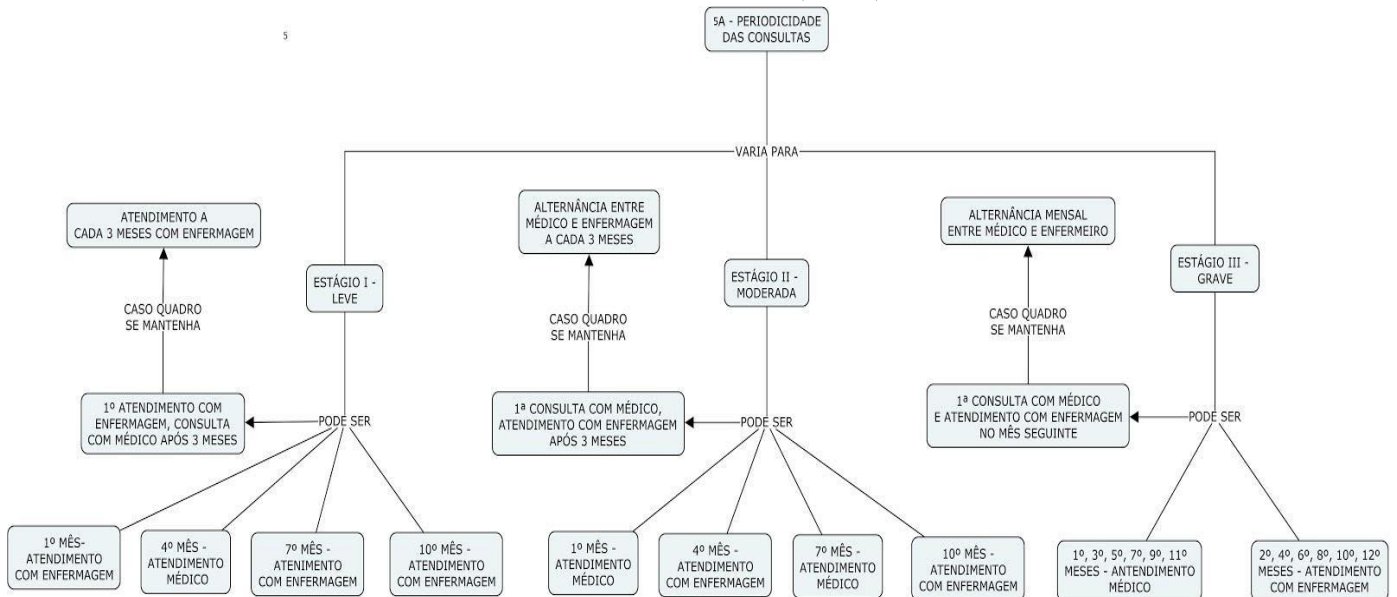 5A - PERIODICIDADE
DAS CONSULTAS
5
VARIA PARA
ATENDIMENTO A
CADA 3 MESES COM ENFERMAGEM
ALTERNÂNCIA ENTRE
MÉDICO E ENFERMAGEM
A CADA 3 MESES
ALTERNÂNCIA MENSAL
ENTRE MÉDICO E ENFERMEIRO
ESTÁGIO I -
LEVE
ESTÁGIO II -
MODERADA
ESTÁGIO III -
GRAVE
CASO QUADRO
SE MANTENHA
CASO QUADRO
SE MANTENHA
CASO QUADRO
SE MANTENHA
1º ATENDIMENTO COM
ENFERMAGEM, CONSULTA
COM MÉDICO APÓS 3 MESES
PODE SER
1ª CONSULTA COM MÉDICO,
ATENDIMENTO COM ENFERMAGEM
APÓS 3 MESES
PODE SER
1ª CONSULTA COM MÉDICO
E ATENDIMENTO COM ENFERMAGEM
NO MÊS SEGUINTE
PODE SER
1º MÊS-
ATENDIMENTO
COM ENFERMAGEM
4º MÊS -
ATENDIMENTO
MÉDICO
7º MÊS -
ATENIMENTO
COM ENFERMAGEM
10º MÊS -
ATENDIMENTO
COM ENFERMAGEM
1º MÊS -
ATENDIMENTO
MÉDICO
4º MÊS -
ATENDIMENTO
COM ENFERMAGEM
7º MÊS -
ATENDIMENTO
MÉDICO
10º MÊS -
ATENDIMENTO
COM ENFERMAGEM
1º, 3º, 5º, 7º, 9º, 11º
MESES - ANTENDIMENTO
MÉDICO
2º, 4º, 6º, 8º, 10º, 12º
MESES - ATENDIMENTO
COM ENFERMAGEM